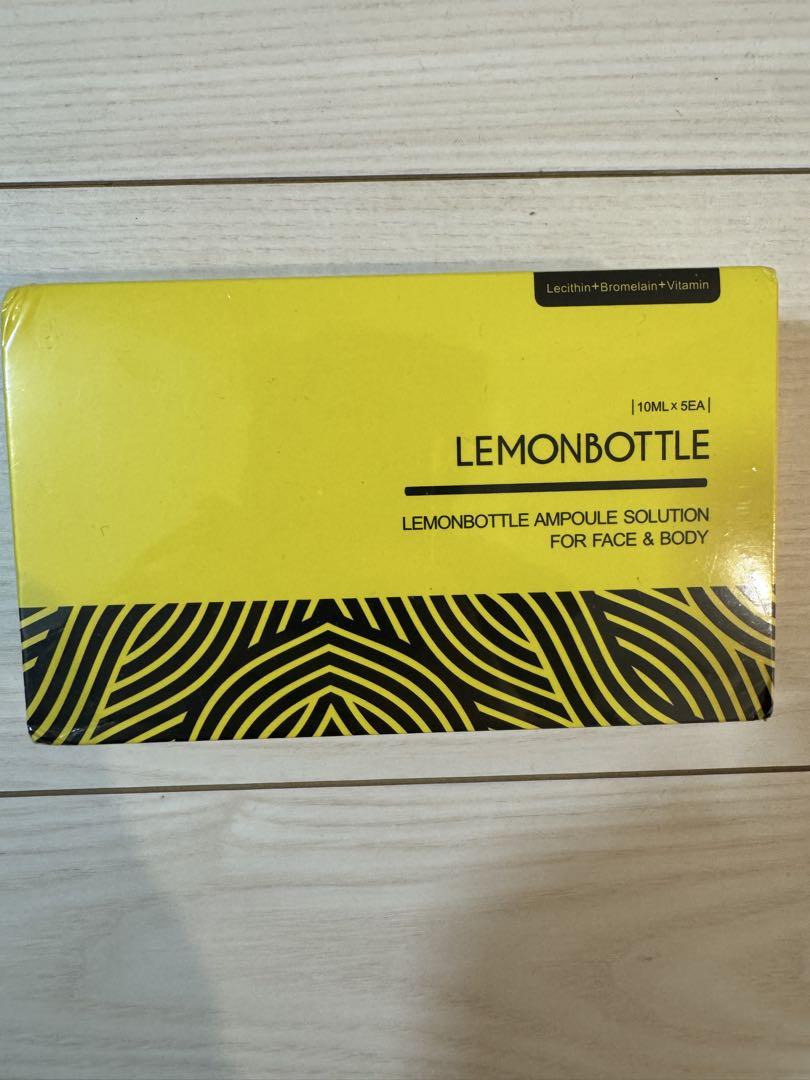 Lecithin+Bromelain+Vitamin
|10ML x 5EA|
LEMONBOTTLE
LEMONBOTTLE AMPOULE SOLUTION
FOR FACE & BODY